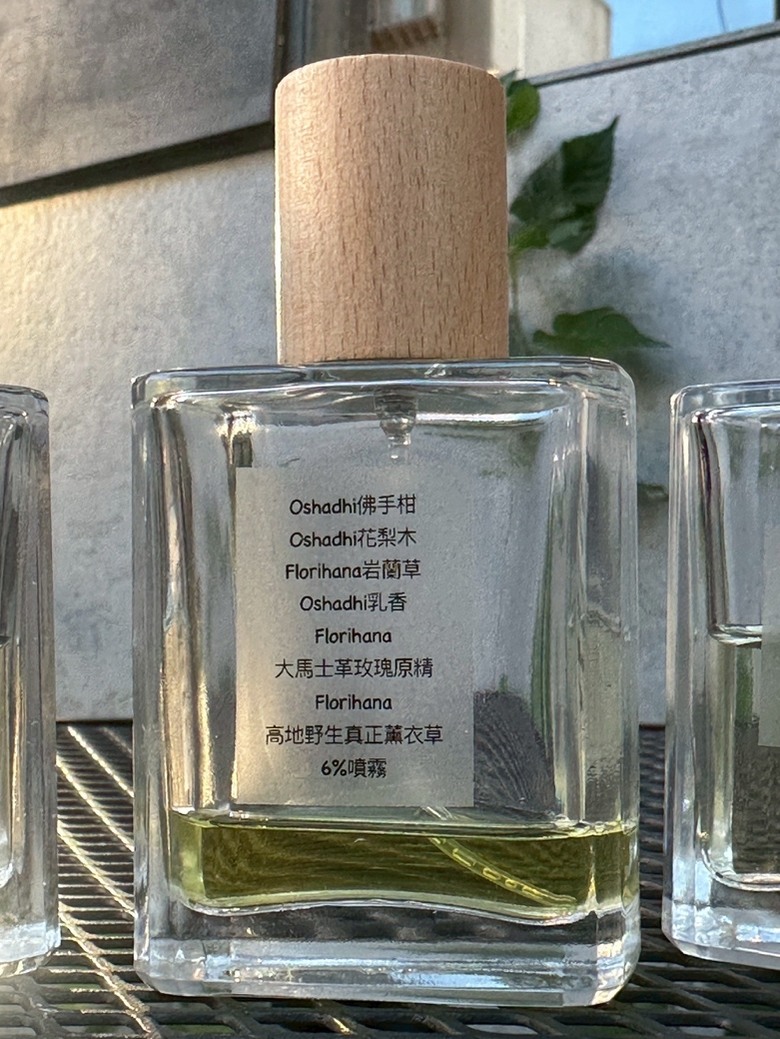 Oshadhi佛手柑
Oshadhi花梨木
Florihana岩蘭草
Oshadhi乳香
Florihana
大馬士革玫瑰原精
Florihana
高地野生真正薰衣草
6%噴霧